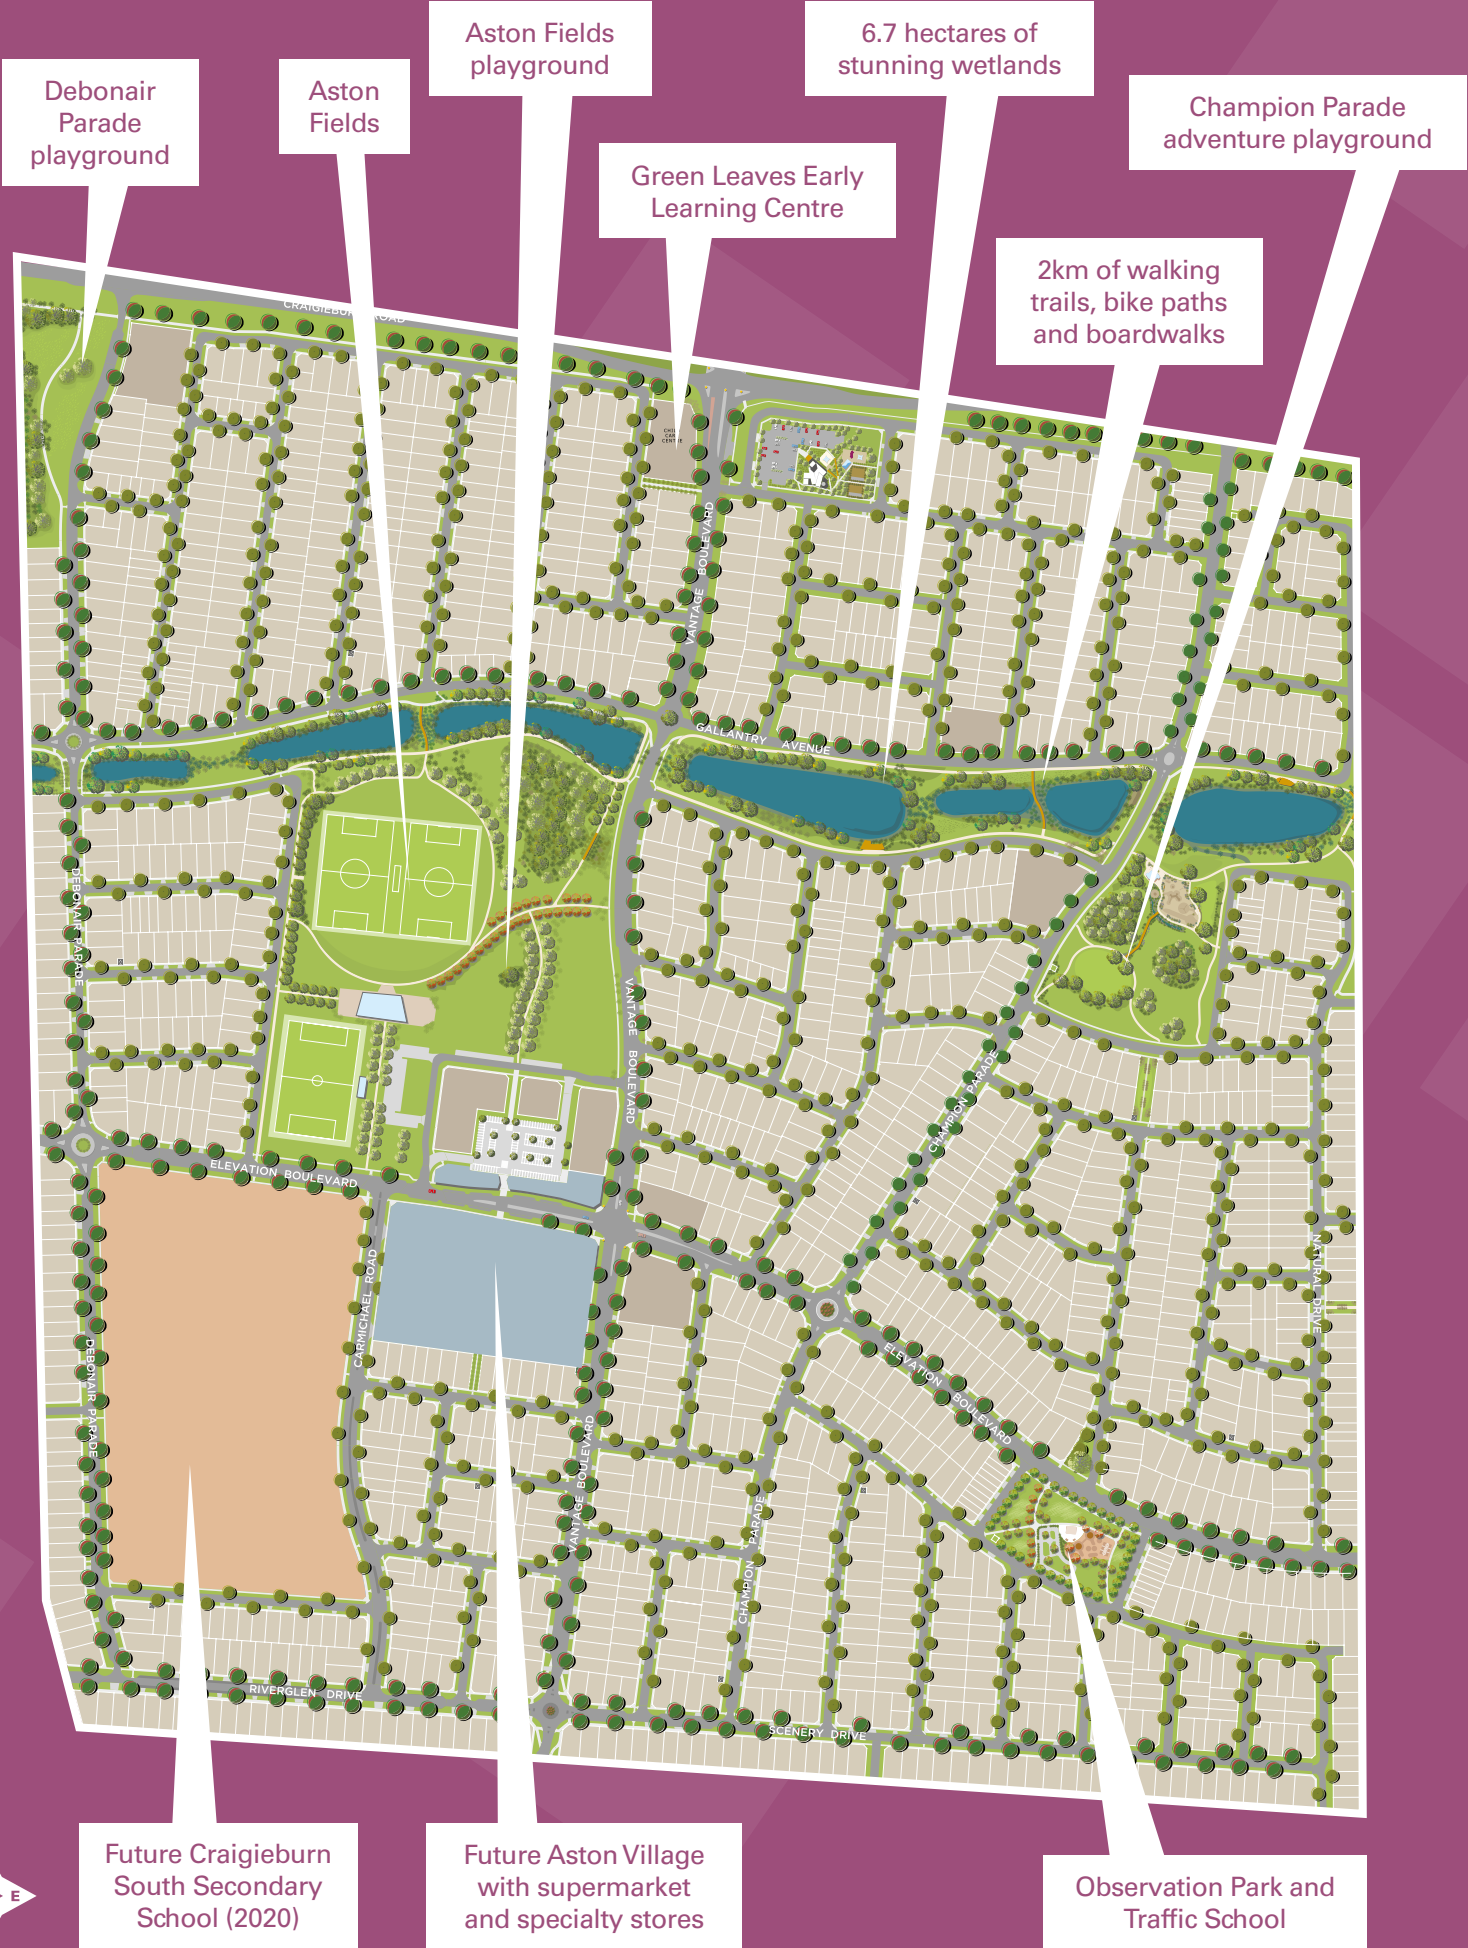 Aston Fields
playground
6.7 hectares of
stunning wetlands
Debonair
Parade
playground
Aston
Fields
Champion Parade
adventure playground
Green Leaves Early
Learning Centre
2km of walking
trails, bike paths
and boardwalks
VANTAGE BOULEVARD
GALLANTRY AVENUE
DEBONAIR PARADE
VANTAGE BOULEVARD
CHAMPION PARADE
ELEVATION BOULEVARD
CARMICHAEL ROAD
NATURAL DRIVE
DEBONAIR PARADE
ELEVATION BOULEVARD
VANTAGE BOULEVARD
CHAMPION PARADE
RIVERGLEN DRIVE
SCENERY DRIVE
Future Craigieburn
South Secondary
School (2020)
Future Aston Village
with supermarket
and specialty stores
Observation Park and
Traffic School
E